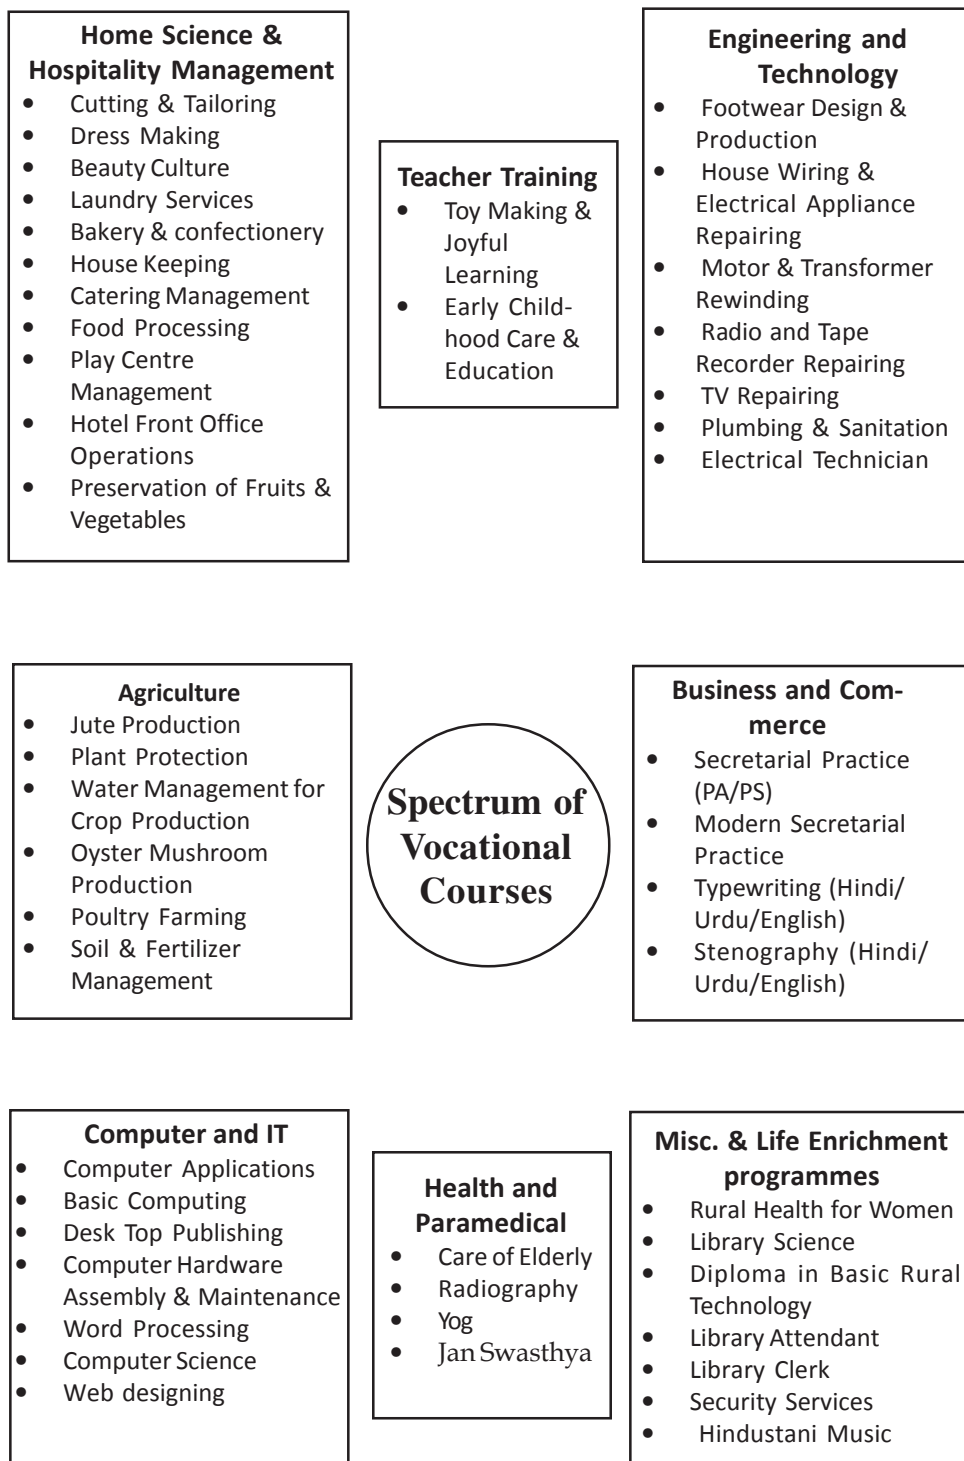 Home Science &
Hospitality Management
• Cutting & Tailoring
• Dress Making
• Beauty Culture
• Laundry Services
• Bakery & confectionery
• House Keeping
• Catering Management
• Food Processing
• Play Centre
Management
• Hotel Front Office
Operations
• Preservation of Fruits &
Vegetables
Teacher Training
• Toy Making &
Joyful
Learning
• Early Child-
hood Care &
Education
Engineering and
Technology
• Footwear Design &
Production
• House Wiring &
Electrical Appliance
Repairing
• Motor & Transformer
Rewinding
• Radio and Tape
Recorder Repairing
• TV Repairing
• Plumbing & Sanitation
• Electrical Technician
Agriculture
• Jute Production
• Plant Protection
• Water Management for
Crop Production
• Oyster Mushroom
Production
• Poultry Farming
• Soil & Fertilizer
Management
Spectrum of
Vocational
Courses
Business and Com-
merce
• Secretarial Practice
(PA/PS)
• Modern Secretarial
Practice
• Typewriting (Hindi/
Urdu/English)
• Stenography (Hindi/
Urdu/English)
Computer and IT
• Computer Applications
• Basic Computing
• Desk Top Publishing
• Computer Hardware
Assembly & Maintenance
• Word Processing
• Computer Science
• Web designing
Health and
Paramedical
• Care of Elderly
• Radiography
• Yog
• Jan Swasthya
Misc. & Life Enrichment
programmes
• Rural Health for Women
• Library Science
• Diploma in Basic Rural
Technology
• Library Attendant
• Library Clerk
• Security Services
• Hindustani Music